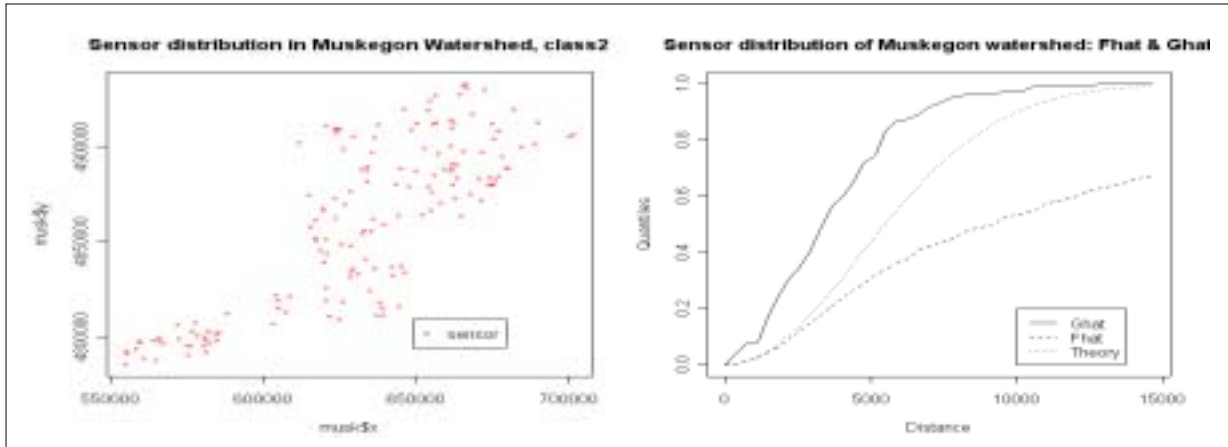 Sensor distribution in Muskegon Watershed, class2
musk$y
4900000
4850000
4800000
sensor
550000
600000
650000
700000
musk$x
Sensor distribution of Muskegon watershed: Fhat & Ghat
Quantiles
1.0
0.8
0.6
0.4
0.2
0.0
Ghat
Fhat
Theory
0
5000
10000
15000
Distance